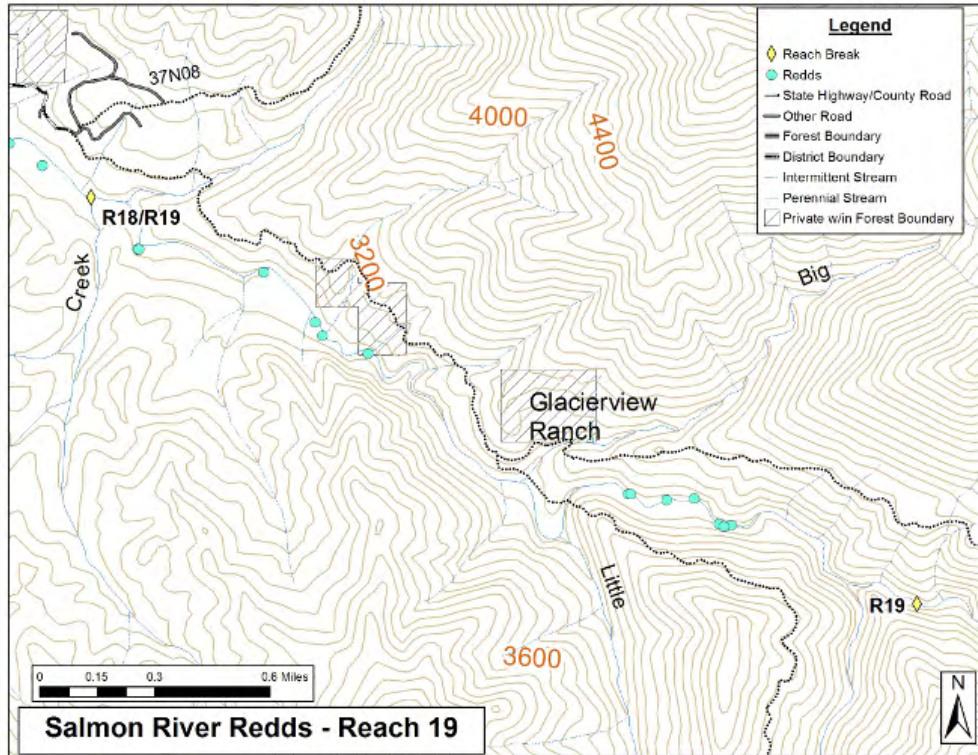 Legend
Reach Break
Redds
State Highway/County Road
Other Road
Forest Boundary
District Boundary
Intermittent Stream
Perennial Stream
Private w/in Forest Boundary
37N08
4000
4400
R18/R19
3200
Creek
Big
Glacierview
Ranch
Little
R19
3600
0 0.15 0.3 0.6 Miles
N
Salmon River Redds - Reach 19